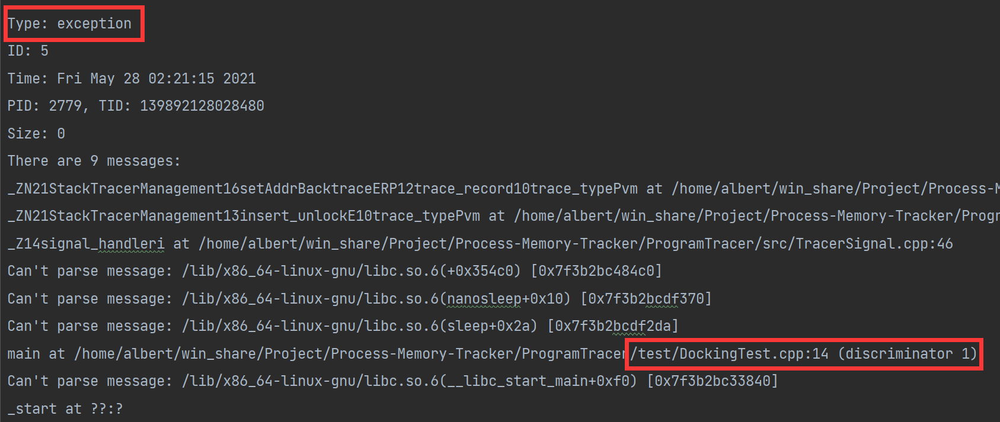 Type: exception
ID: 5
Time: Fri May 28 02:21:15 2021
PID: 2779, TID: 139892128028480
Size: 0
There are 9 messages:
_ZN21StackTracerManagement16setAddrBacktraceERP12trace_record10trace_typePvm at /home/albert/win_share/Project/Process-M
_ZN21StackTracerManagement13insert_unlockE10trace_typePvm at /home/albert/win_share/Project/Process-Memory-Tracker/Progr
_Z14signal_handleri at /home/albert/win_share/Project/Process-Memory-Tracker/ProgramTracer/src/TracerSignal.cpp:46
Can't parse message: /lib/x86_64-linux-gnu/libc.so.6(+0x354c0) [0x7f3b2bc484c0]
Can't parse message: /lib/x86_64-linux-gnu/libc.so.6(nanosleep+0x10) [0x7f3b2bcdf370]
Can't parse message: /lib/x86_64-linux-gnu/libc.so.6(sleep+0x2a) [0x7f3b2bcdf2da]
main at /home/albert/win_share/Project/Process-Memory-Tracker/ProgramTracer/test/DockingTest.cpp:14 (discriminator 1)
Can't parse message: /lib/x86_64-linux-gnu/libc.so.6(__libc_start_main+0xf0) [0x7f3b2bc33840]
_start at ??:?